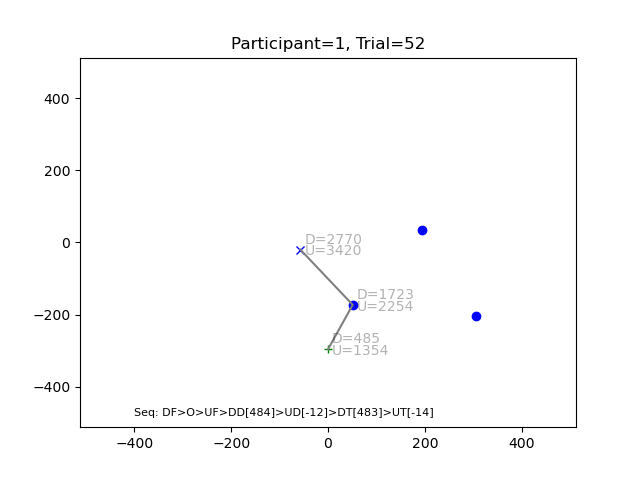 Participant=1, Trial=52
400
200
0
−200
−400
D=2770
U=3420
D=1723
U=2254
D=485
U=1354
Seq: DF>O>UF>DD[484]>UD[-12]>DT[483]>UT[-14]
−400 −200 0 200 400